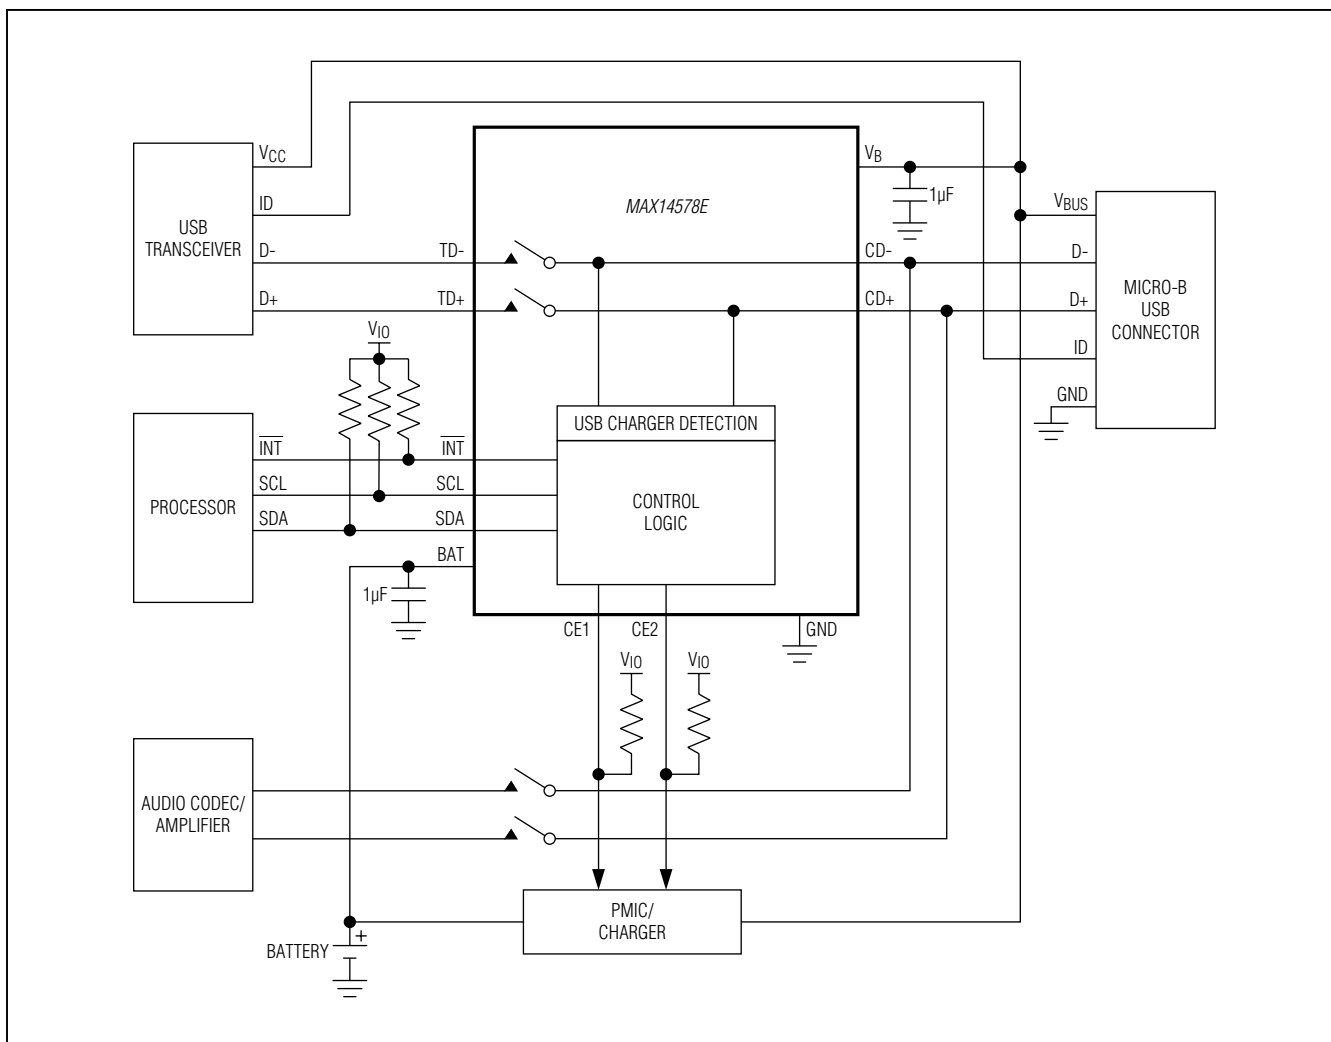 VCC
VB
MAX14578E
1µF
ID
VBUS
USB
TRANSCEIVER
D-
TD-
CD-
D-
D+
TD+
CD+
D+
MICRO-B
USB
CONNECTOR
VIO
ID
GND
USB CHARGER DETECTION
INT
INT
SCL
SCL
PROCESSOR
CONTROL
LOGIC
SDA
SDA
BAT
1µF
CE1
CE2
GND
VIO
VIO
AUDIO CODEC/
AMPLIFIER
PMIC/
CHARGER
+
BATTERY